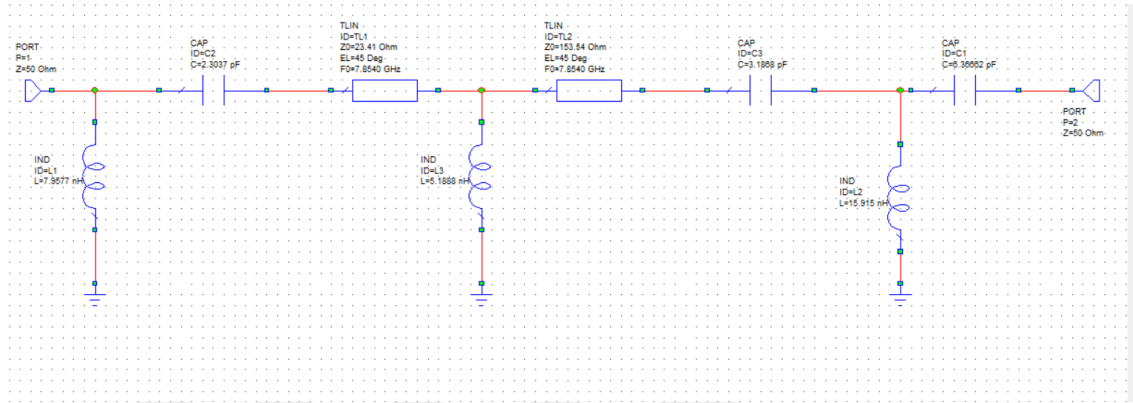 PORT
P=1
Z=50 Ohm
CAP
ID=C2
C=2.3037 pF
TLIN
ID=TL1
Z0=23.41 Ohm
EL=45 Deg
F0=7.8540 GHz
TLIN
ID=TL2
Z0=153.54 Ohm
EL=45 Deg
F0=7.8540 GHz
CAP
ID=C3
C=3.1868 pF
CAP
ID=C1
C=6.36662 pF
PORT
P=2
Z=50 Ohm
IND
ID=L1
L=7.9577 nH
IND
ID=L3
L=5.1888 nH
IND
ID=L2
L=15.915 nH